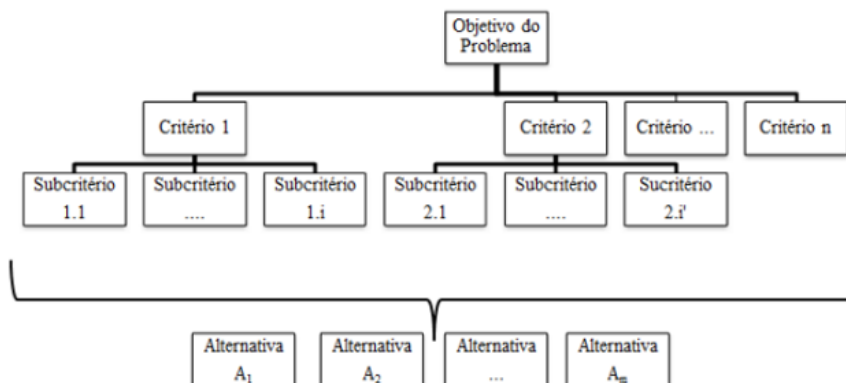 Objetivo do
Problema
Critério 1
Critério 2
Critério ...
Critério n
Subcritério
1.1
Subcritério
....
Subcritério
1.i
Subcritério
2.1
Subcritério
....
Sucritério
2.i'
Alternativa
A₁
Alternativa
A₂
Alternativa
...
Alternativa
Aₘ